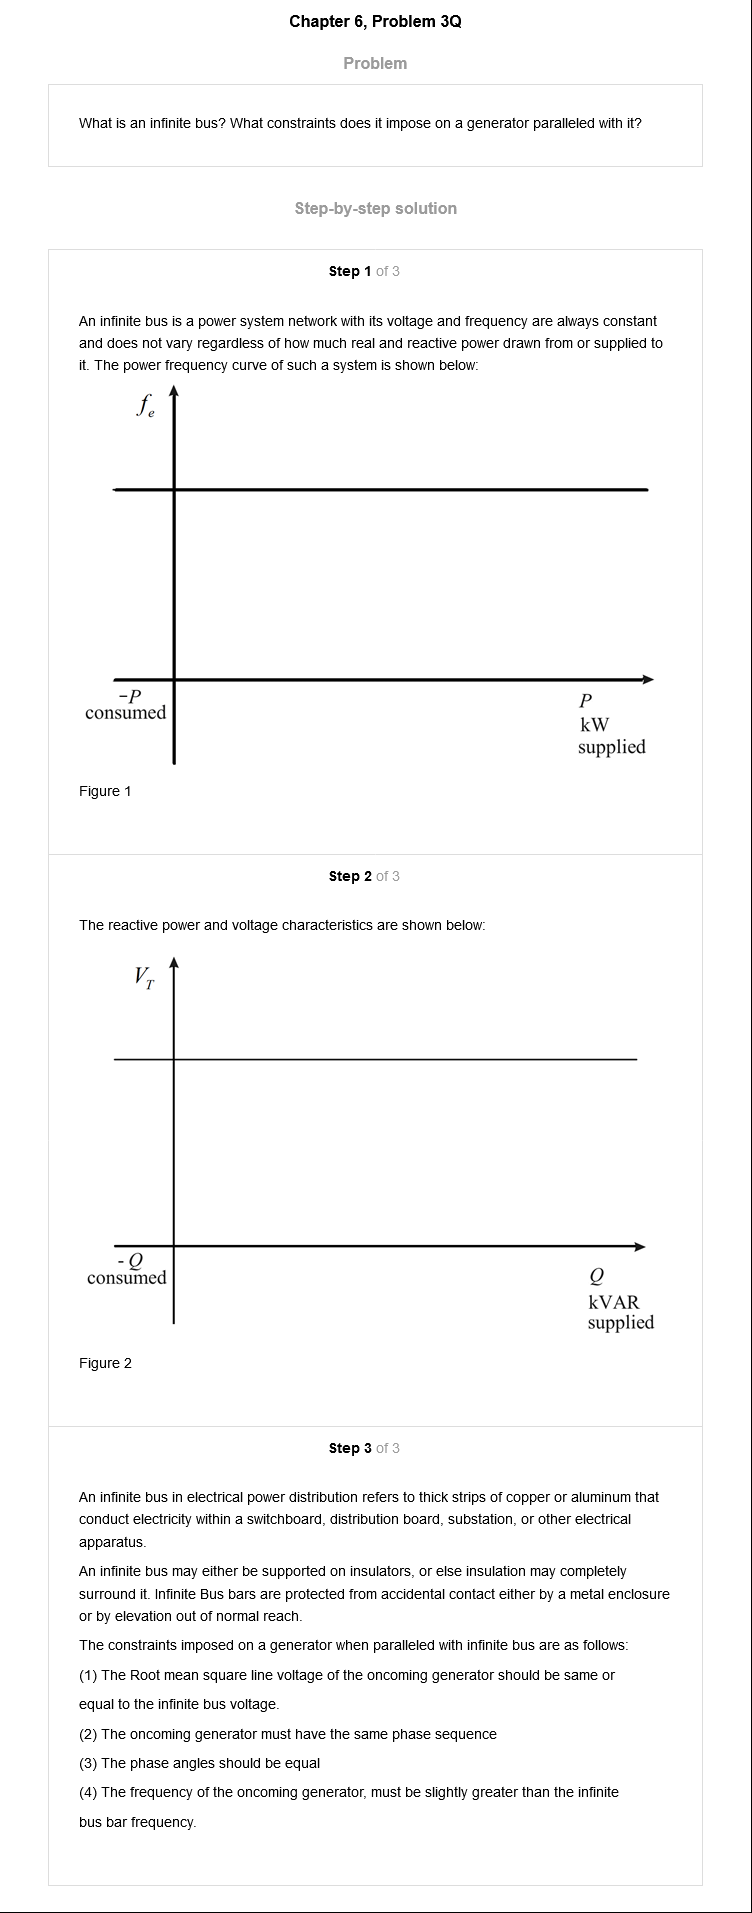 Chapter 6, Problem 3Q
Problem
What is an infinite bus? What constraints does it impose on a generator paralleled with it?
Step-by-step solution
Step 1 of 3
An infinite bus is a power system network with its voltage and frequency are always constant
and does not vary regardless of how much real and reactive power drawn from or supplied to
it. The power frequency curve of such a system is shown below:
fe
-P
consumed
P
kW
supplied
Figure 1
Step 2 of 3
The reactive power and voltage characteristics are shown below:
VT
- Q
consumed
Q
kVAR
supplied
Figure 2
Step 3 of 3
An infinite bus in electrical power distribution refers to thick strips of copper or aluminum that
conduct electricity within a switchboard, distribution board, substation, or other electrical
apparatus.
An infinite bus may either be supported on insulators, or else insulation may completely
surround it. Infinite Bus bars are protected from accidental contact either by a metal enclosure
or by elevation out of normal reach.
The constraints imposed on a generator when paralleled with infinite bus are as follows:
(1) The Root mean square line voltage of the oncoming generator should be same or
equal to the infinite bus voltage.
(2) The oncoming generator must have the same phase sequence
(3) The phase angles should be equal
(4) The frequency of the oncoming generator, must be slightly greater than the infinite
bus bar frequency.